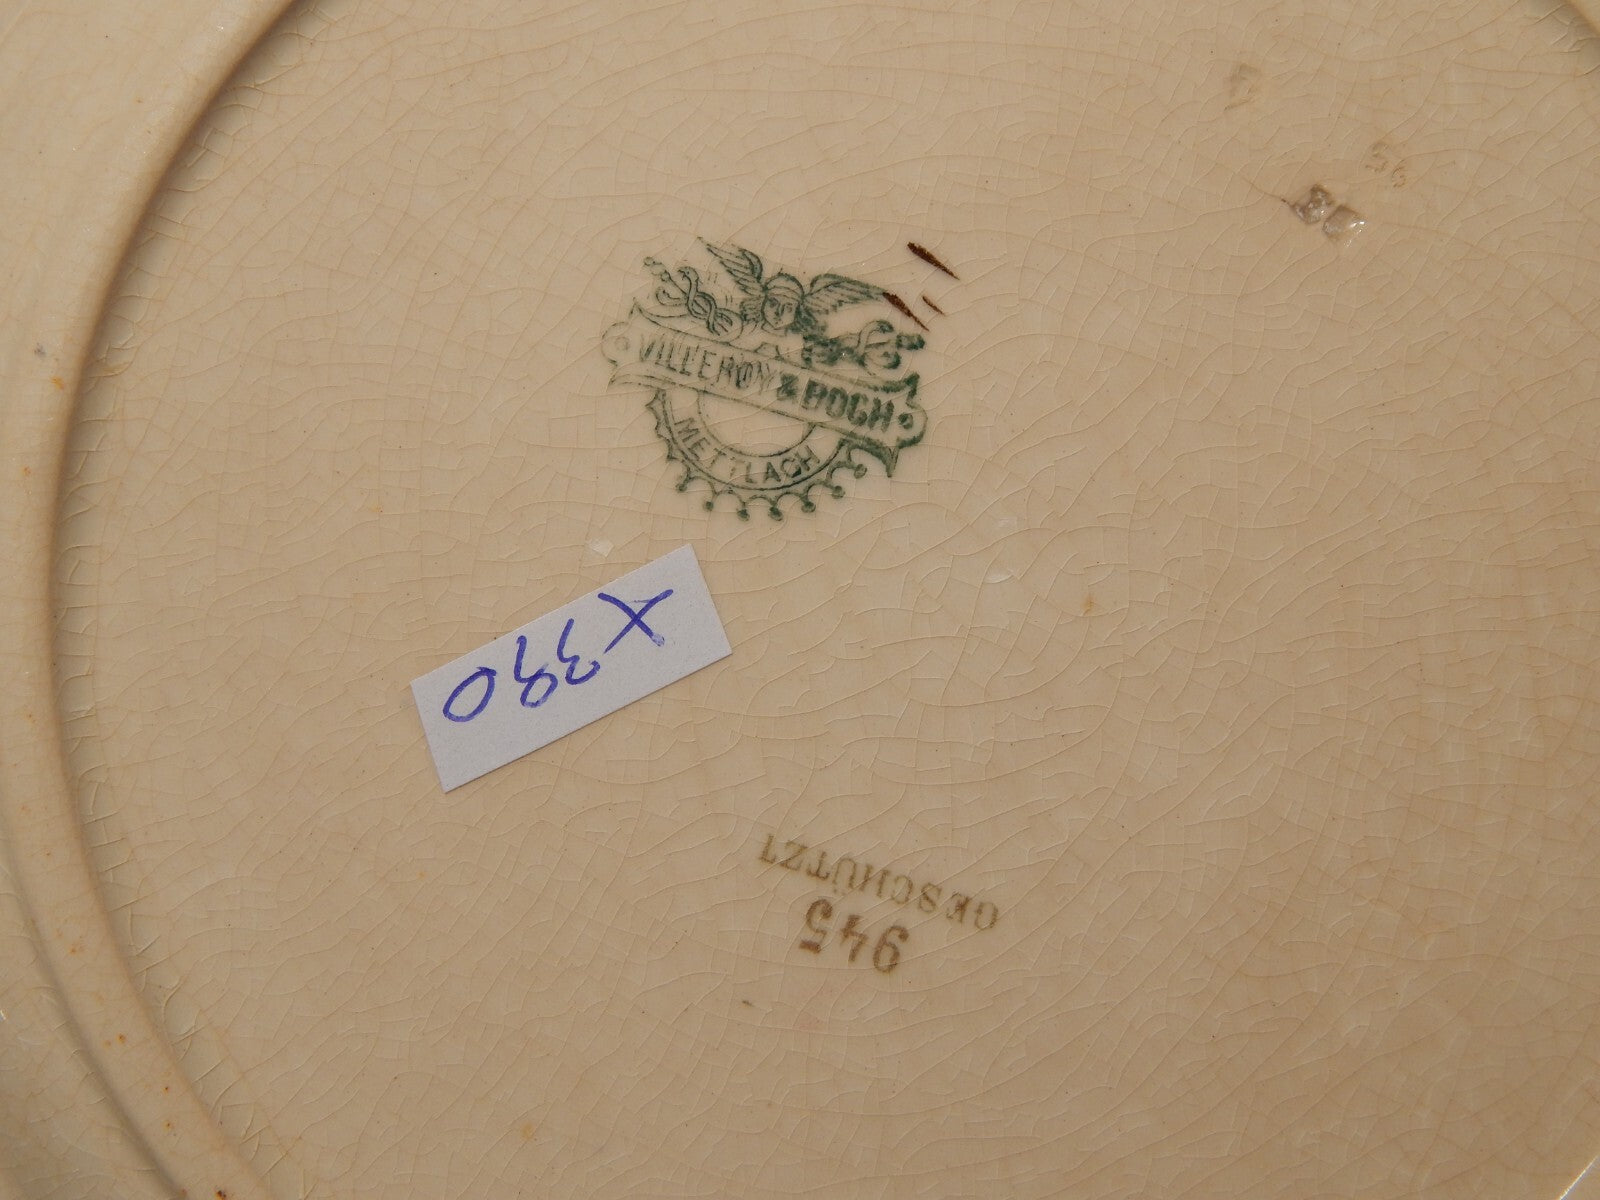 VILLEROY & BOCH
METTLACH
X390
945
GESCHÜTZT